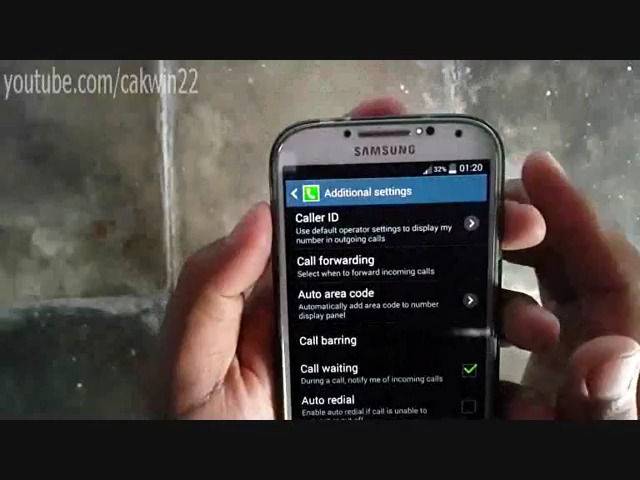 youtube.com/cakwin22
SAMSUNG
32% 01:20
Additional settings
Caller ID
Use default operator settings to display my
number in outgoing calls
Call forwarding
Select when to forward incoming calls
Auto area code
Automatically add area code to number
display panel
Call barring
Call waiting
During a call, notify me of incoming calls
Auto redial
Enable auto redial if call is unable to